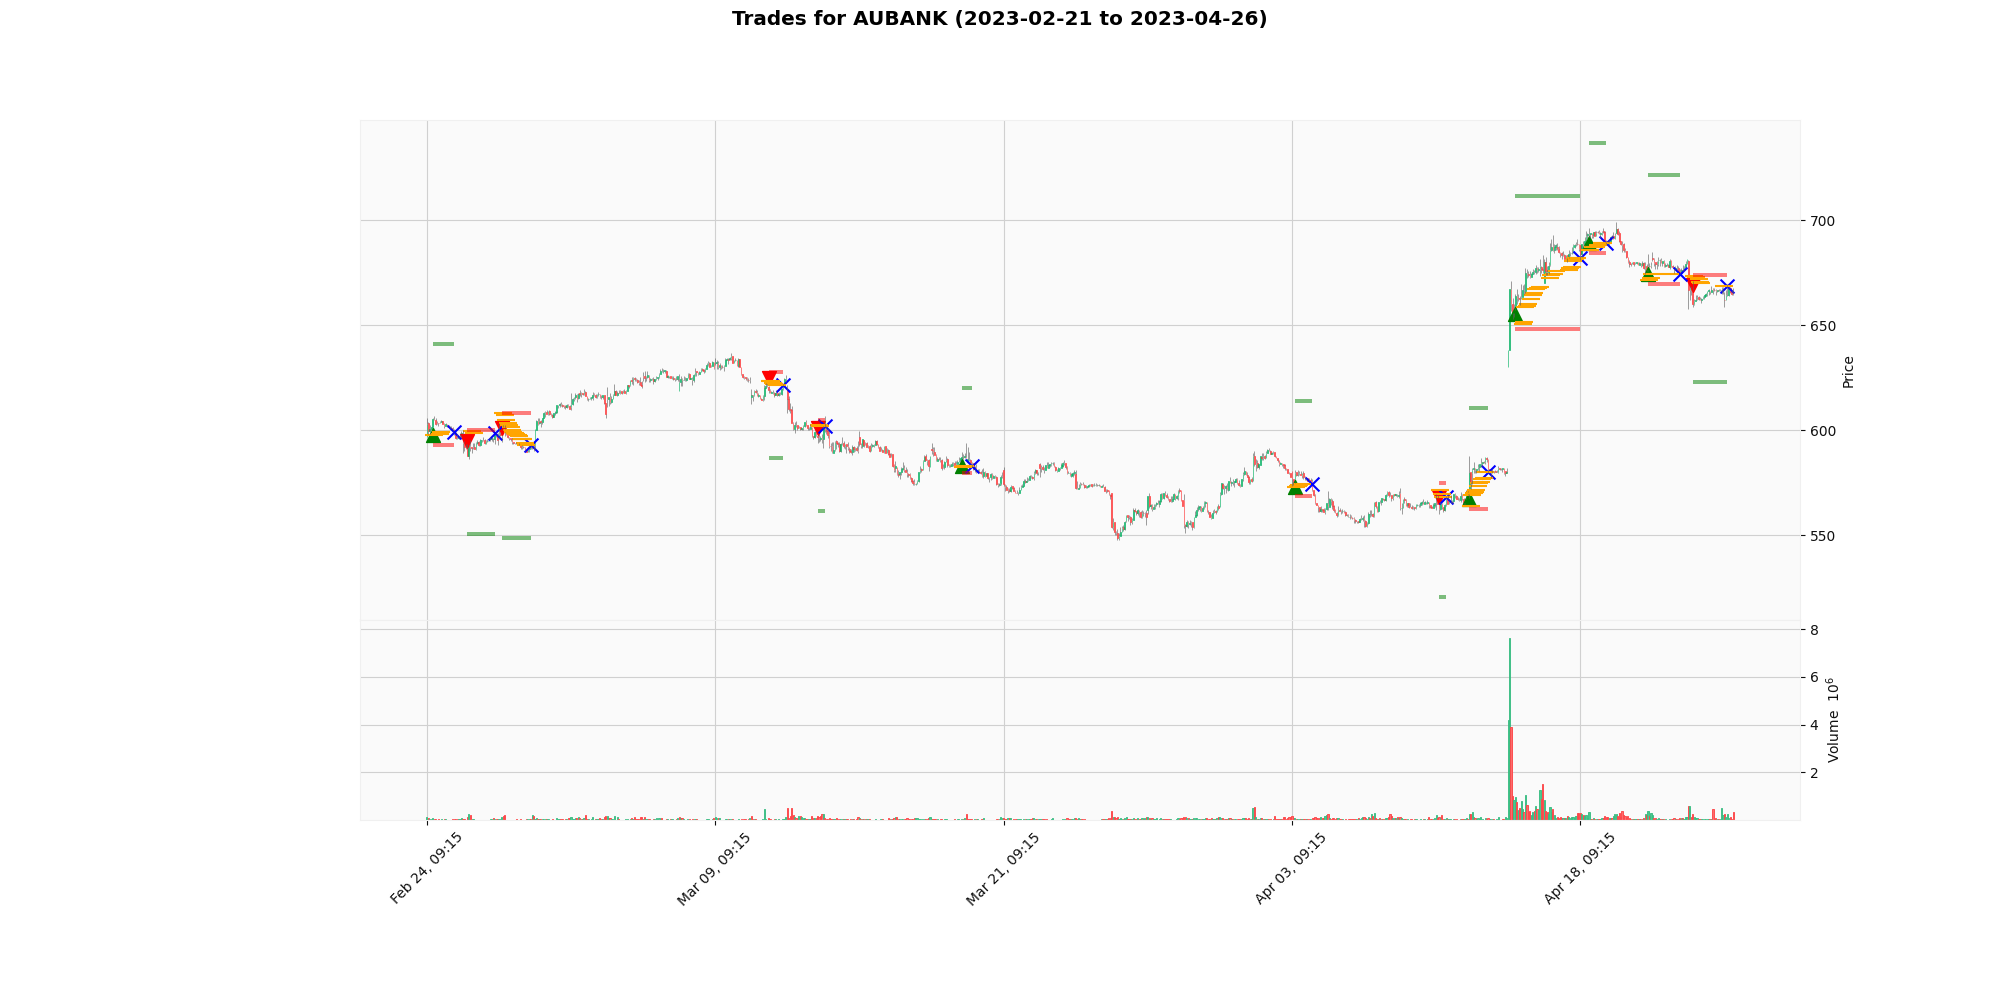 Trades for AUBANK (2023-02-21 to 2023-04-26)
700
650
600
550
Price
8
6
4
2
Volume 10⁶
Feb 24, 09:15
Mar 09, 09:15
Mar 21, 09:15
Apr 03, 09:15
Apr 18, 09:15